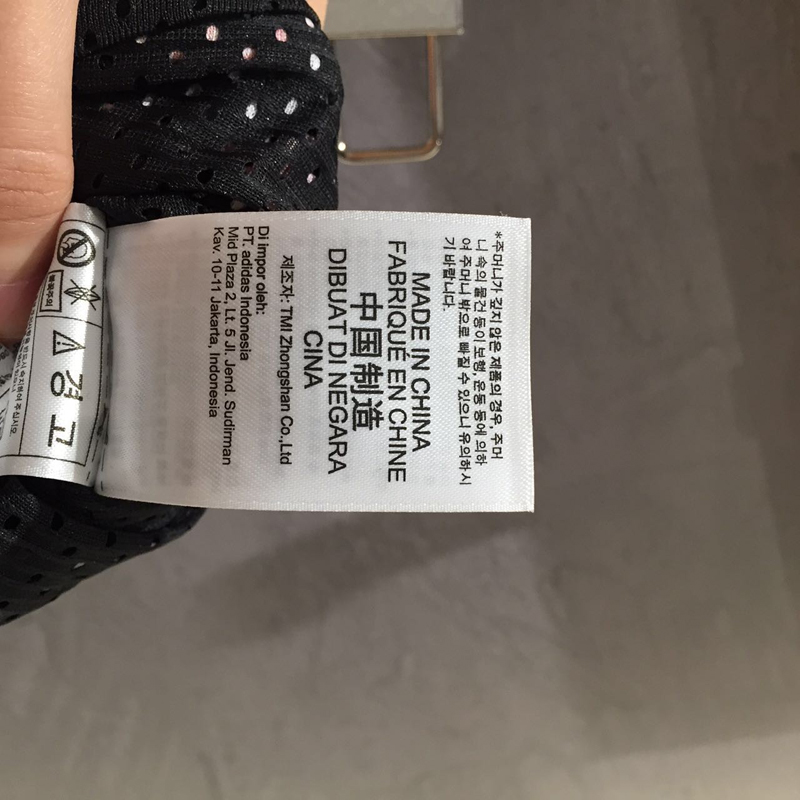 *주머니가 깊지 않은 제품의 경우, 주머
니 속의 물건 등이 보행, 운동 등에 의하
여 주머니 밖으로 빠질 수 있으니 유의하시
기 바랍니다.
MADE IN CHINA
FABRIQUÉ EN CHINE
中国制造
DIBUAT DI NEGARA
CINA
제조자: TMI Zhongshan Co.,Ltd
Di impor oleh:
PT. adidas Indonesia
Mid Plaza 2, Lt. 5 Jl. Jend. Sudirman
Kav. 10-11 Jakarta, Indonesia
경고